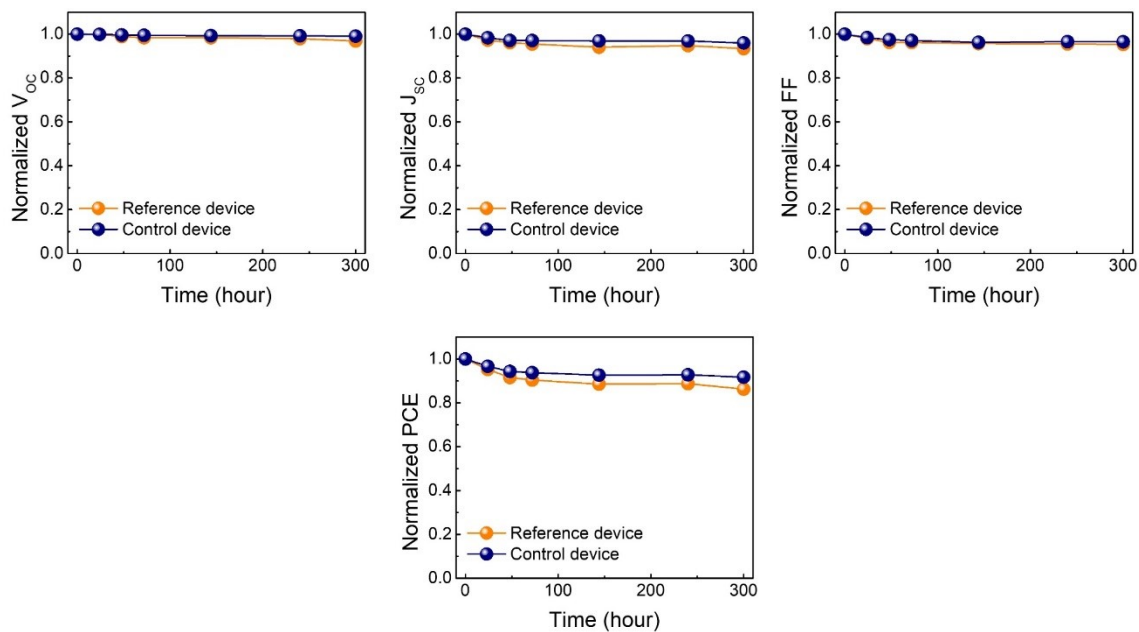 Normalized V_OC
1.0
0.8
0.6
0.4
0.2
0.0
Reference device
Control device
0 100 200 300
Time (hour)
Normalized J_SC
1.0
0.8
0.6
0.4
0.2
0.0
Reference device
Control device
0 100 200 300
Time (hour)
Normalized FF
1.0
0.8
0.6
0.4
0.2
0.0
Reference device
Control device
0 100 200 300
Time (hour)
Normalized PCE
1.0
0.8
0.6
0.4
0.2
0.0
Reference device
Control device
0 100 200 300
Time (hour)